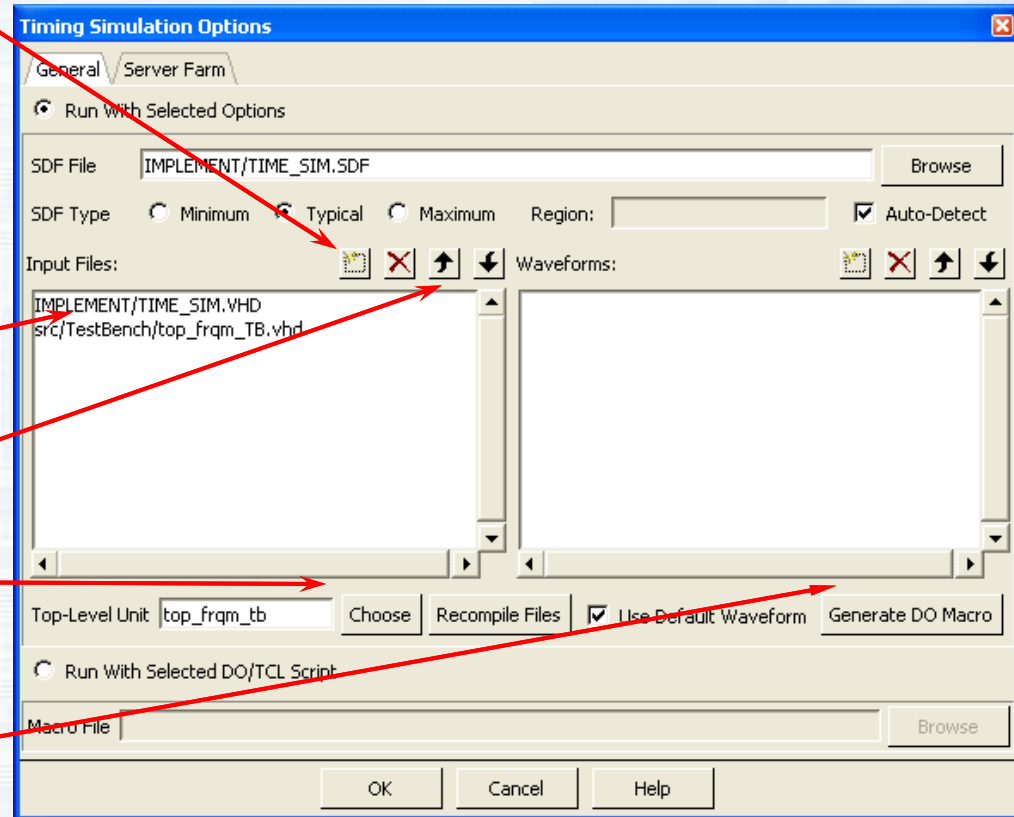 Timing Simulation Options
General Server Farm
Run With Selected Options
SDF File IMPLEMENT/TIME_SIM.SDF Browse
SDF Type Minimum Typical Maximum Region: Auto-Detect
Input Files: Waveforms:
IMPLEMENT/TIME_SIM.VHD
src/TestBench/top_frqm_TB.vhd
Top-Level Unit top_frqm_tb Choose Recompile Files Use Default Waveform Generate DO Macro
Run With Selected DO/TCL Script
Macro File Browse
OK Cancel Help